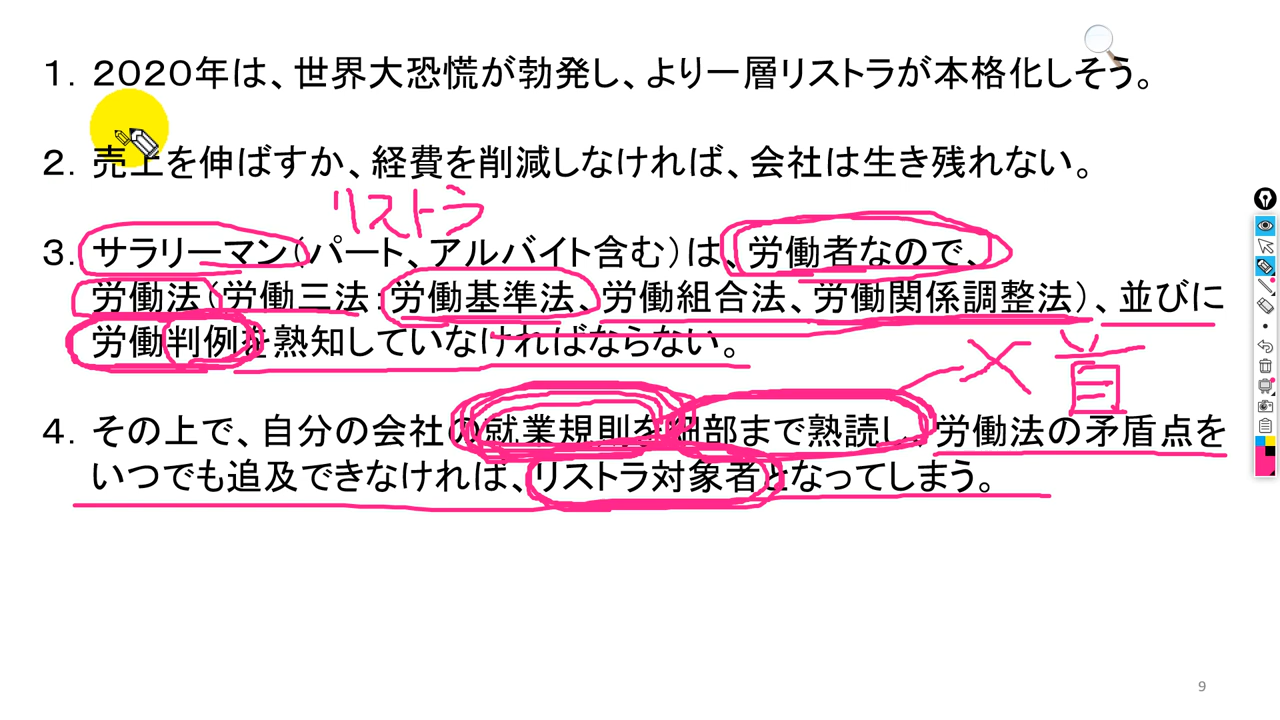 1. 2020年は、世界大恐慌が勃発し、より一層リストラが本格化しそう。
2. 売上を伸ばすか、経費を削減しなければ、会社は生き残れない。
リストラ
3. サラリーマン(パート、アルバイト含む)は、労働者なので、
労働法(労働三法:労働基準法、労働組合法、労働関係調整法)、並びに
労働判例を熟知していなければならない。
首
4. その上で、自分の会社の就業規則を細部まで熟読し、労働法の矛盾点を
いつでも追及できなければ、リストラ対象者となってしまう。
9